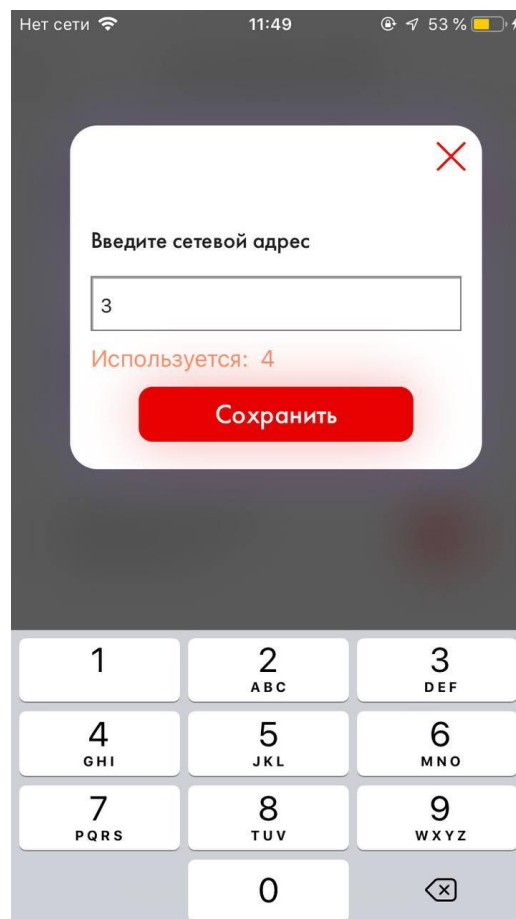 Нет сети 11:49 53 %
Введите сетевой адрес
3
Используется: 4
Сохранить
1 2 3
ABC DEF
4 5 6
GHI JKL MNO
7 8 9
PQRS TUV WXYZ
0